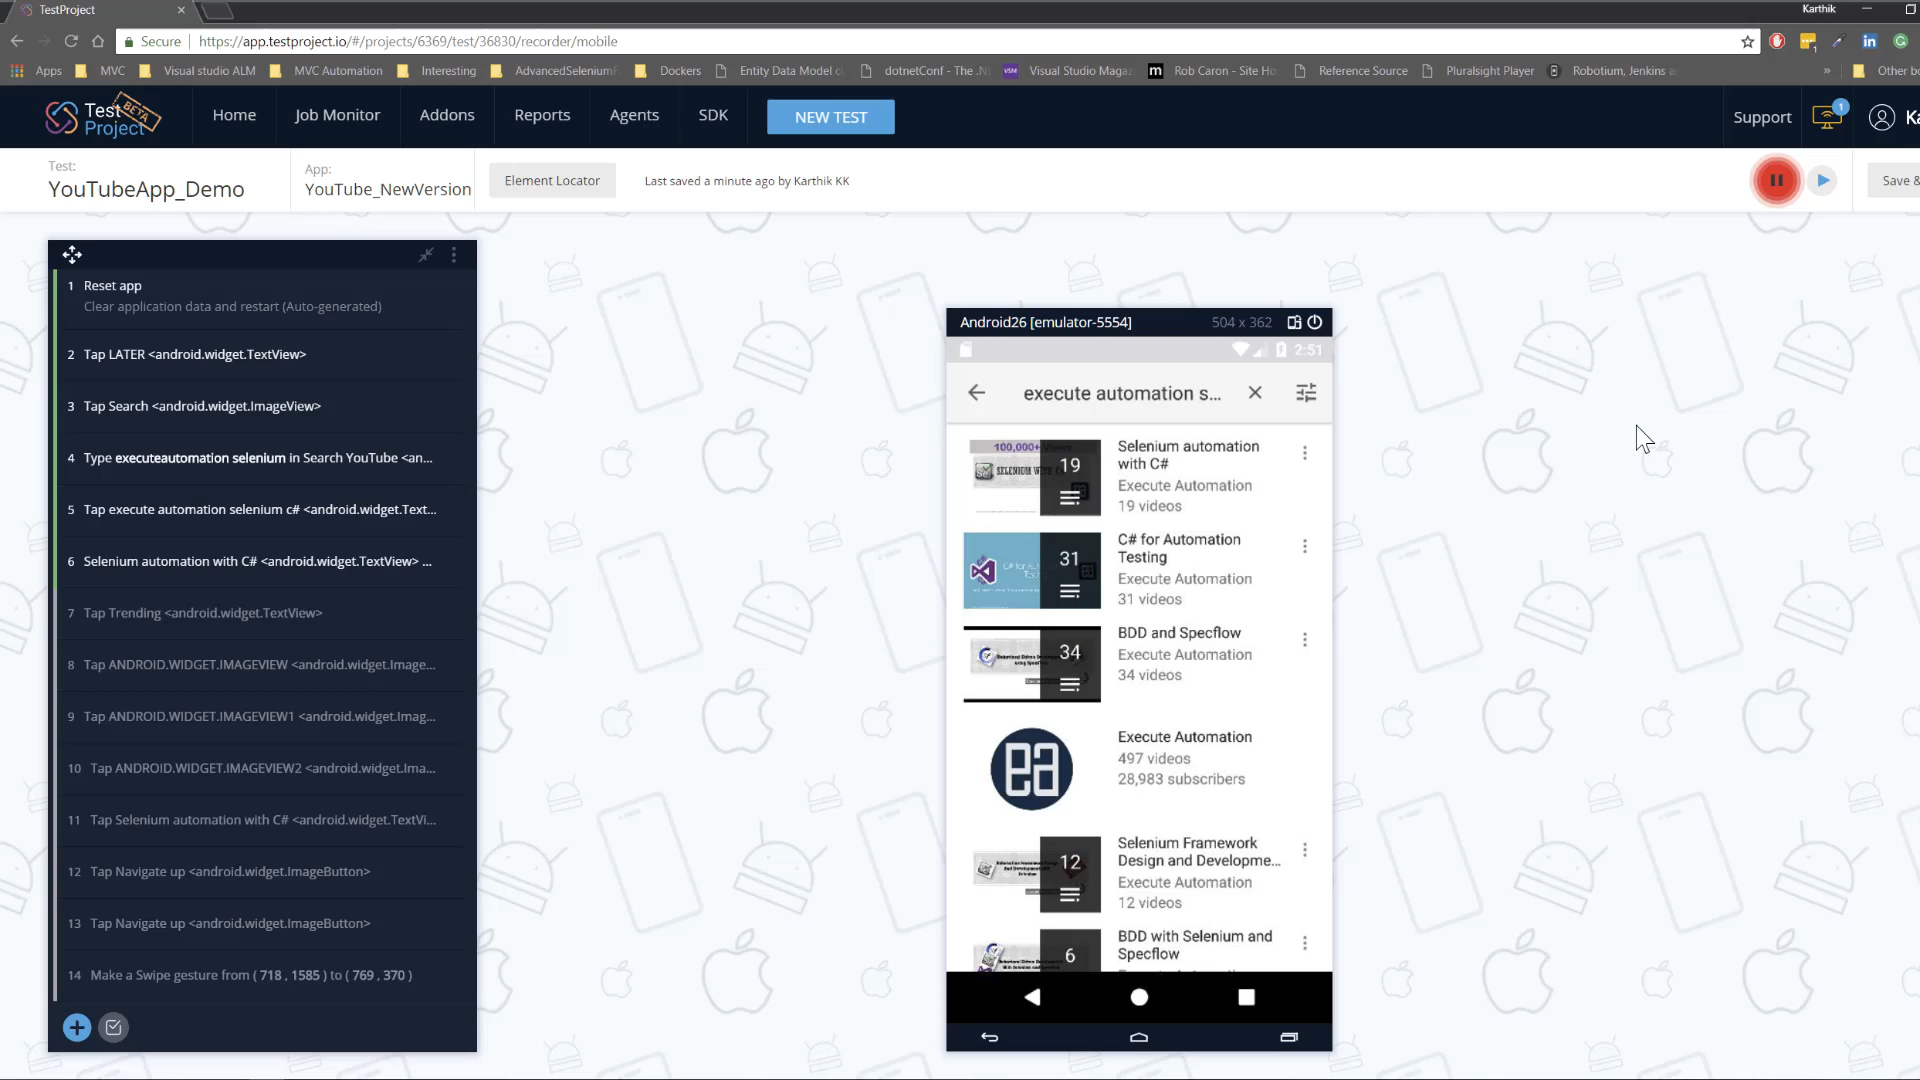 TestProject
Karthik
Secure
https://app.testproject.io/#/projects/6369/test/36830/recorder/mobile
Apps
MVC
Visual studio ALM
MVC Automation
Interesting
AdvancedSeleniumF
Dockers
Entity Data Model cl
dotnetConf - The .N
Visual Studio Magaz
Rob Caron - Site Ho
Reference Source
Pluralsight Player
Robotium, Jenkins a
»
Other bo
Test
Project
BETA
Home
Job Monitor
Addons
Reports
Agents
SDK
NEW TEST
Support
1
Ka
Test:
YouTubeApp_Demo
App:
YouTube_NewVersion
Element Locator
Last saved a minute ago by Karthik KK
Save &
1 Reset app
Clear application data and restart (Auto-generated)
2 Tap LATER <android.widget.TextView>
3 Tap Search <android.widget.ImageView>
4 Type executeautomation selenium in Search YouTube <an...
5 Tap execute automation selenium c# <android.widget.Text...
6 Selenium automation with C# <android.widget.TextView> ...
7 Tap Trending <android.widget.TextView>
8 Tap ANDROID.WIDGET.IMAGEVIEW <android.widget.Image...
9 Tap ANDROID.WIDGET.IMAGEVIEW1 <android.widget.Imag...
10 Tap ANDROID.WIDGET.IMAGEVIEW2 <android.widget.Ima...
11 Tap Selenium automation with C# <android.widget.TextVi...
12 Tap Navigate up <android.widget.ImageButton>
13 Tap Navigate up <android.widget.ImageButton>
14 Make a Swipe gesture from ( 718 , 1585 ) to ( 769 , 370 )
Android26 [emulator-5554]
504 x 362
2:51
execute automation s...
100,000+ Views
19
Selenium automation
with C#
Execute Automation
19 videos
31
C# for Automation
Testing
Execute Automation
31 videos
34
BDD and Specflow
Execute Automation
34 videos
ea
Execute Automation
497 videos
28,983 subscribers
12
Selenium Framework
Design and Developme...
Execute Automation
12 videos
6
BDD with Selenium and
Specflow